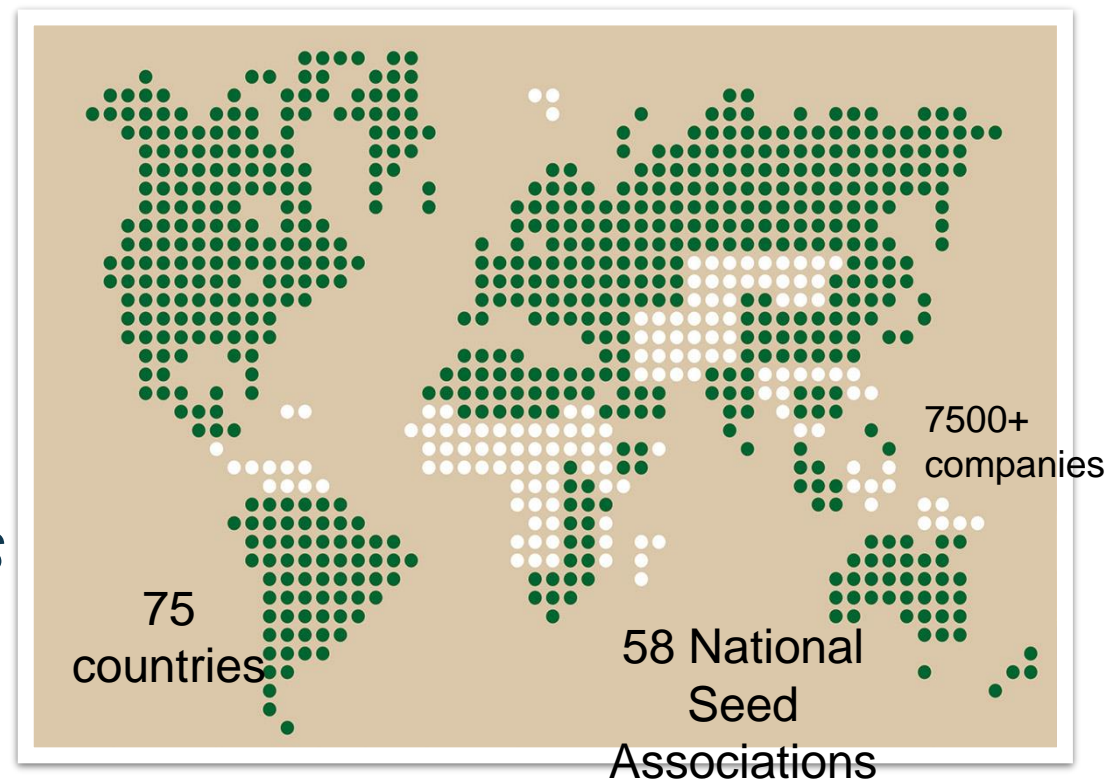 7500+
companies
75
countries
58 National
Seed
Associations